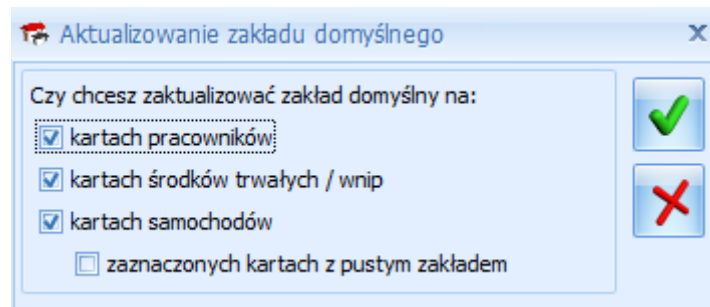 Aktualizowanie zakładu domyślnego
Czy chcesz zaktualizować zakład domyślny na:
kartach pracowników
kartach środków trwałych / wnip
kartach samochodów
zaznaczonych kartach z pustym zakładem